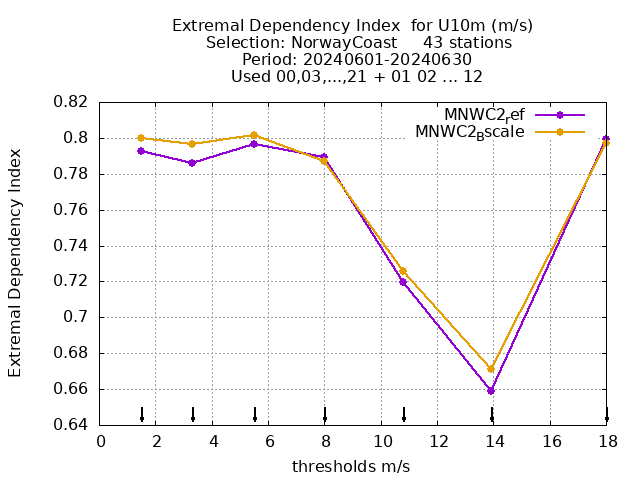 Extremal Dependency Index  for U10m (m/s)
Selection: NorwayCoast     43 stations
Period: 20240601-20240630
Used 00,03,...,21 + 01 02 ... 12
MNWC2ref
MNWC2Bscale
Extremal Dependency Index
0.82
0.8
0.78
0.76
0.74
0.72
0.7
0.68
0.66
0.64
0 2 4 6 8 10 12 14 16 18
thresholds m/s